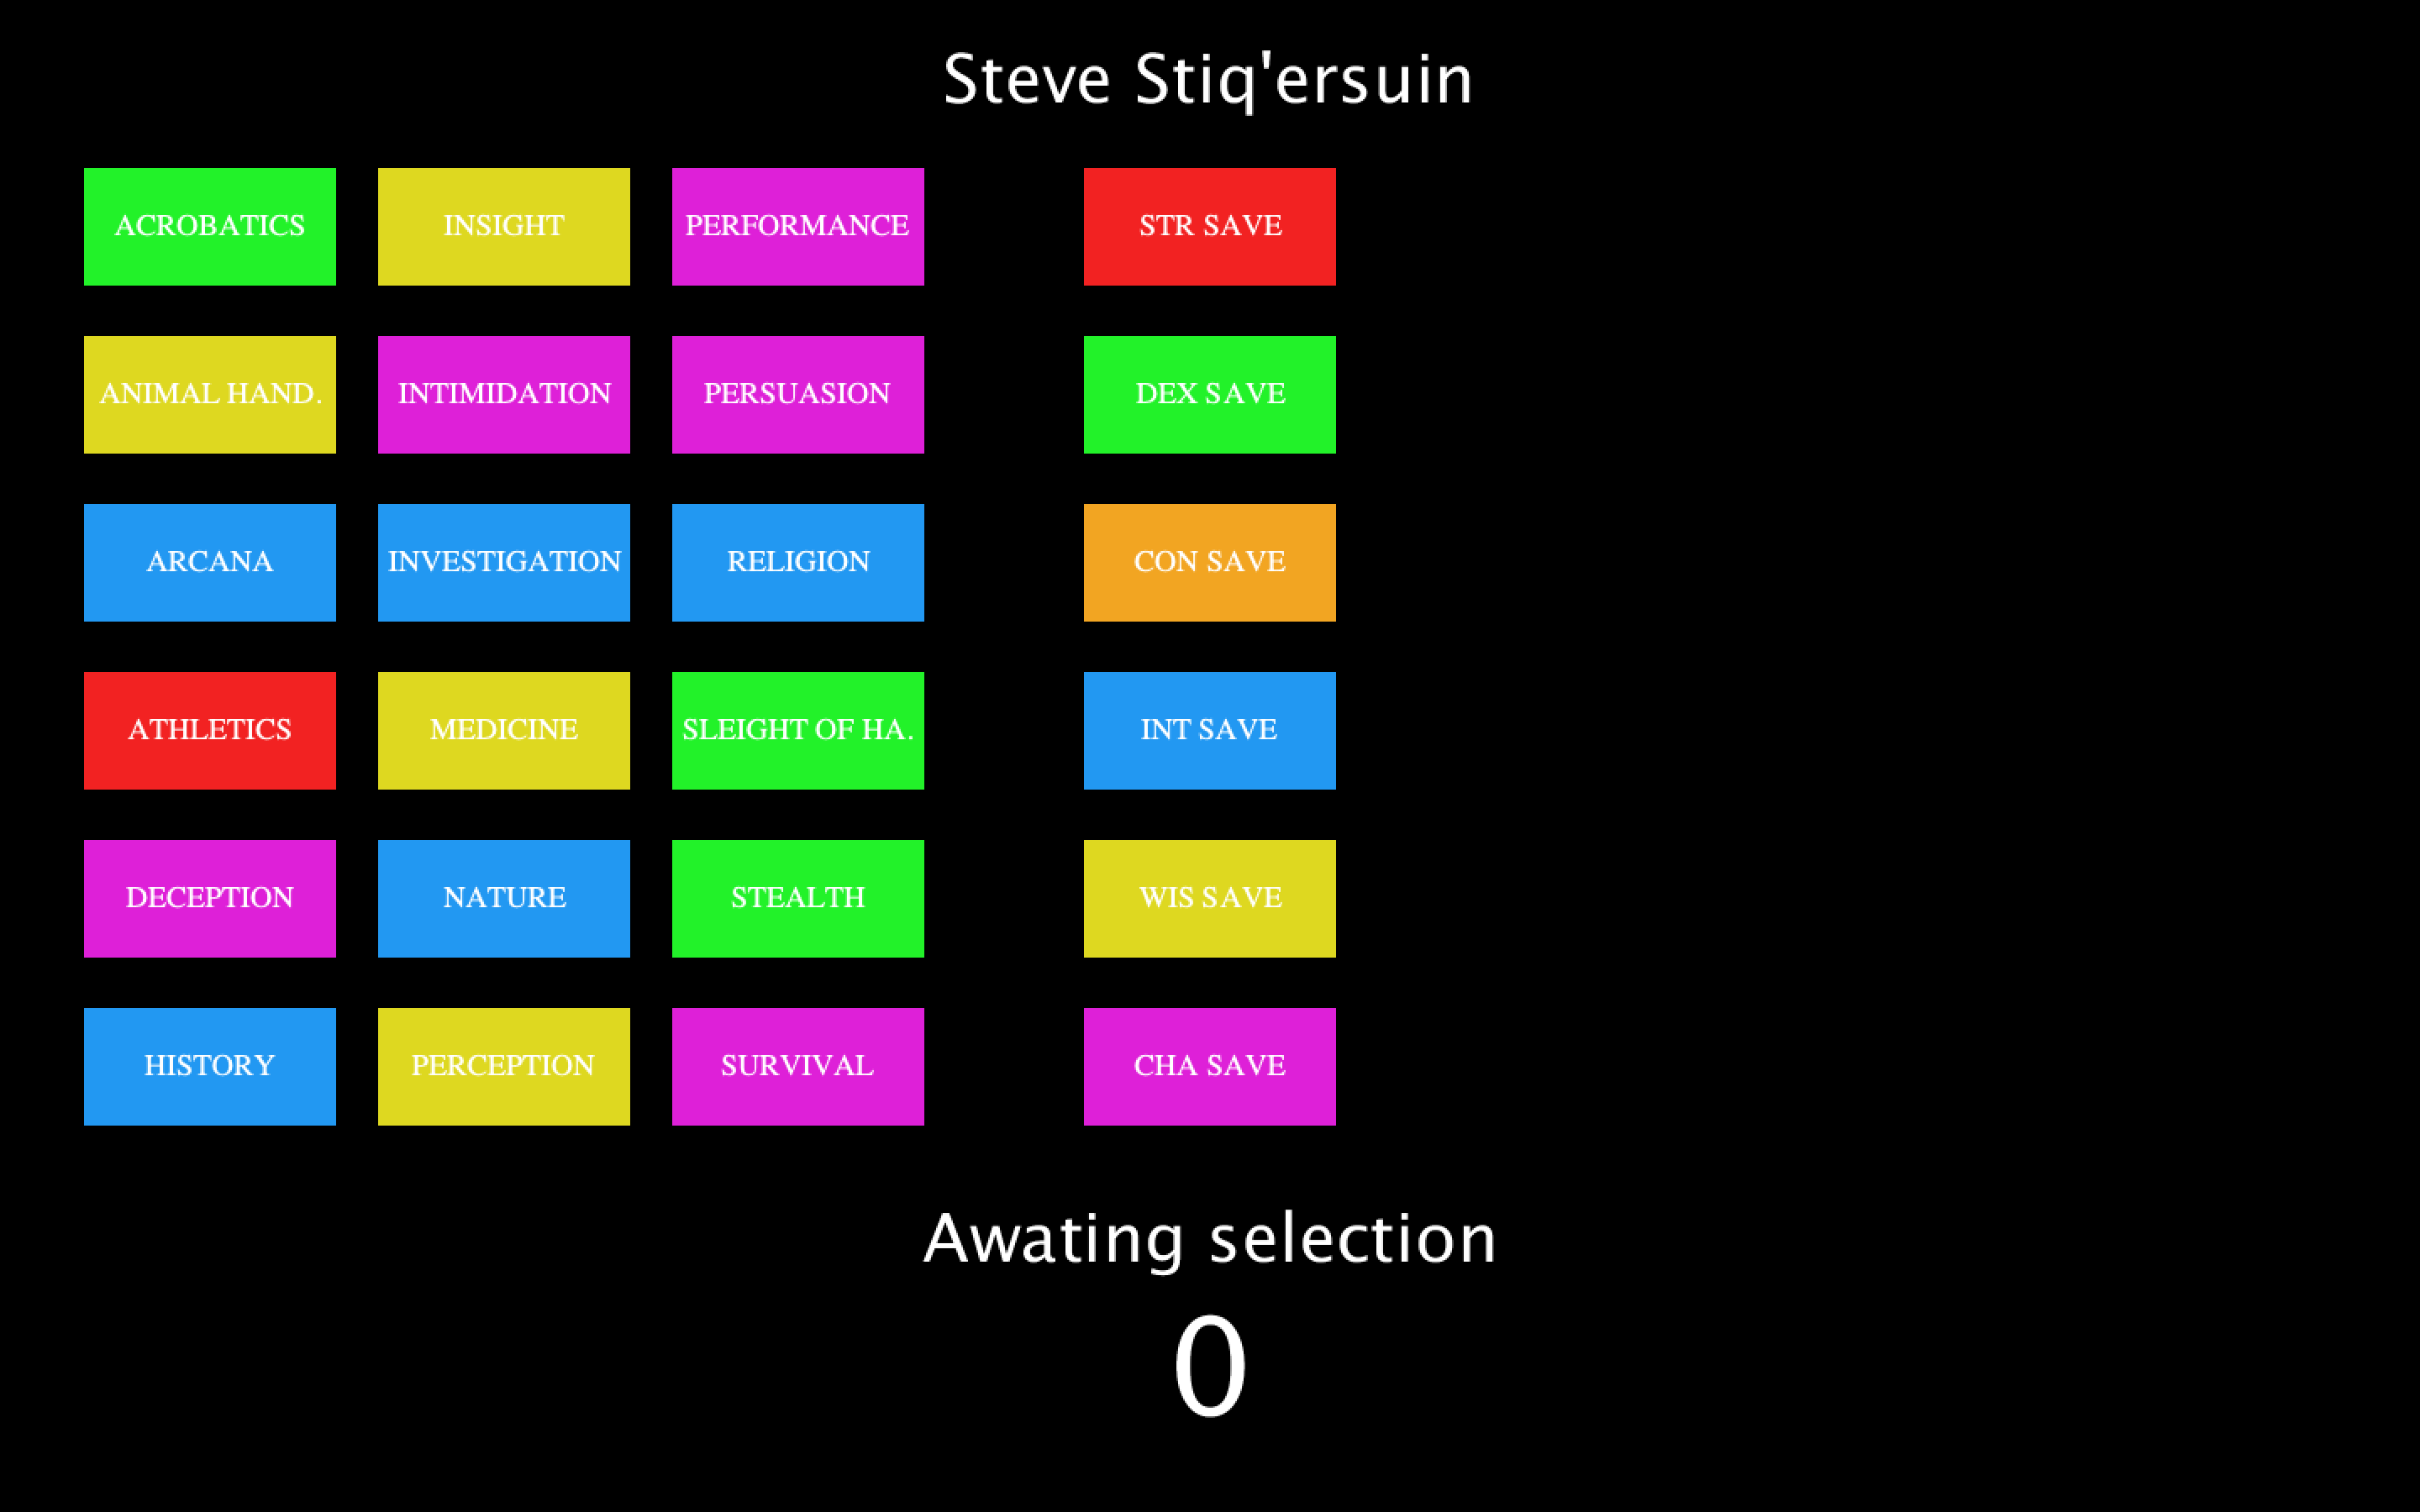 Steve Stiq'ersuin
ACROBATICS
INSIGHT
PERFORMANCE
STR SAVE
ANIMAL HAND.
INTIMIDATION
PERSUASION
DEX SAVE
ARCANA
INVESTIGATION
RELIGION
CON SAVE
ATHLETICS
MEDICINE
SLEIGHT OF HA.
INT SAVE
DECEPTION
NATURE
STEALTH
WIS SAVE
HISTORY
PERCEPTION
SURVIVAL
CHA SAVE
Awating selection
0